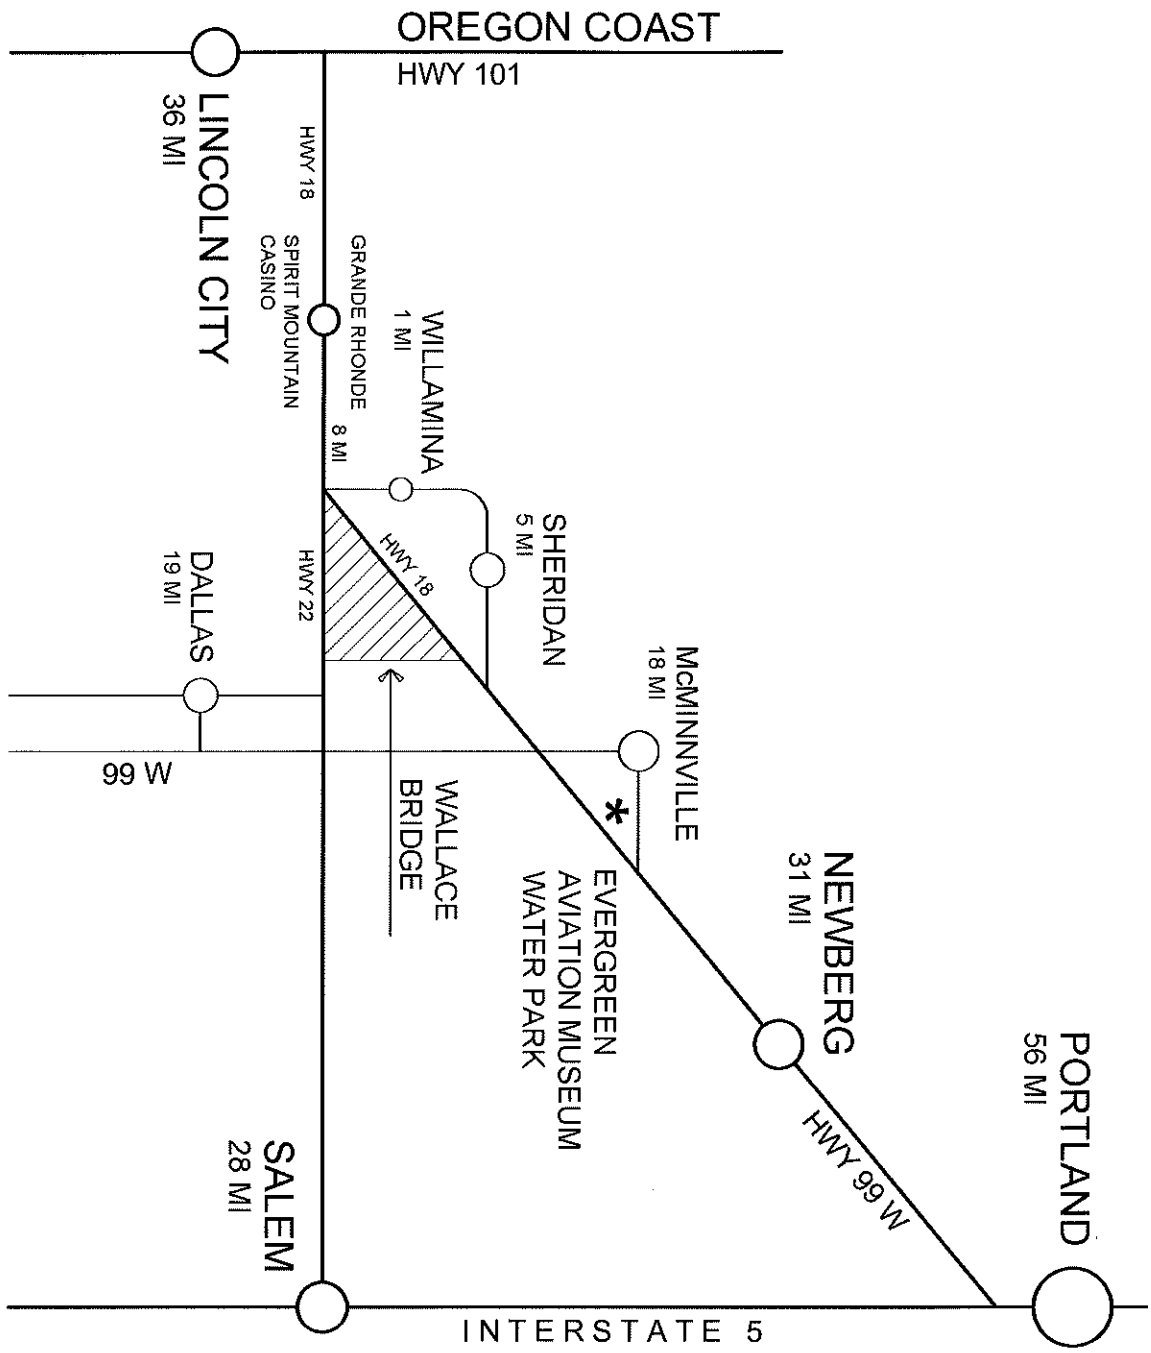 OREGON COAST
HWY 101
LINCOLN CITY
36 MI
HWY 18
GRANDE RHONDE
SPIRIT MOUNTAIN
CASINO
8 MI
WILLAMINA
1 MI
SHERIDAN
5 MI
HWY 18
HWY 22
DALLAS
19 MI
McMINNVILLE
18 MI
99 W
WALLACE
BRIDGE
*
EVERGREEN
AVIATION MUSEUM
WATER PARK
NEWBERG
31 MI
HWY 99 W
PORTLAND
56 MI
SALEM
28 MI
INTERSTATE 5